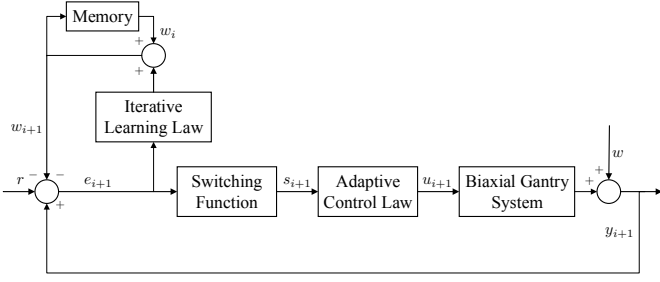 Memory
w_i
+
+
Iterative
Learning Law
w_{i+1}
w
r
−
−
+
e_{i+1}
Switching
Function
s_{i+1}
Adaptive
Control Law
u_{i+1}
Biaxial Gantry
System
+
+
y_{i+1}